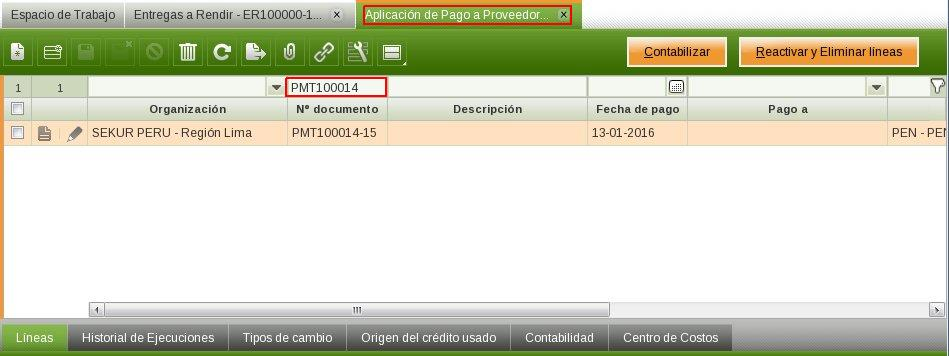 Espacio de Trabajo Entregas a Rendir - ER100000-1... Aplicación de Pago a Proveedor...
Contabilizar Reactivar y Eliminar líneas
1 1 PMT100014
Organización Nº documento Descripción Fecha de pago Pago a
SEKUR PERU - Región Lima PMT100014-15 13-01-2016 PEN - PEN
Líneas Historial de Ejecuciones Tipos de cambio Origen del crédito usado Contabilidad Centro de Costos